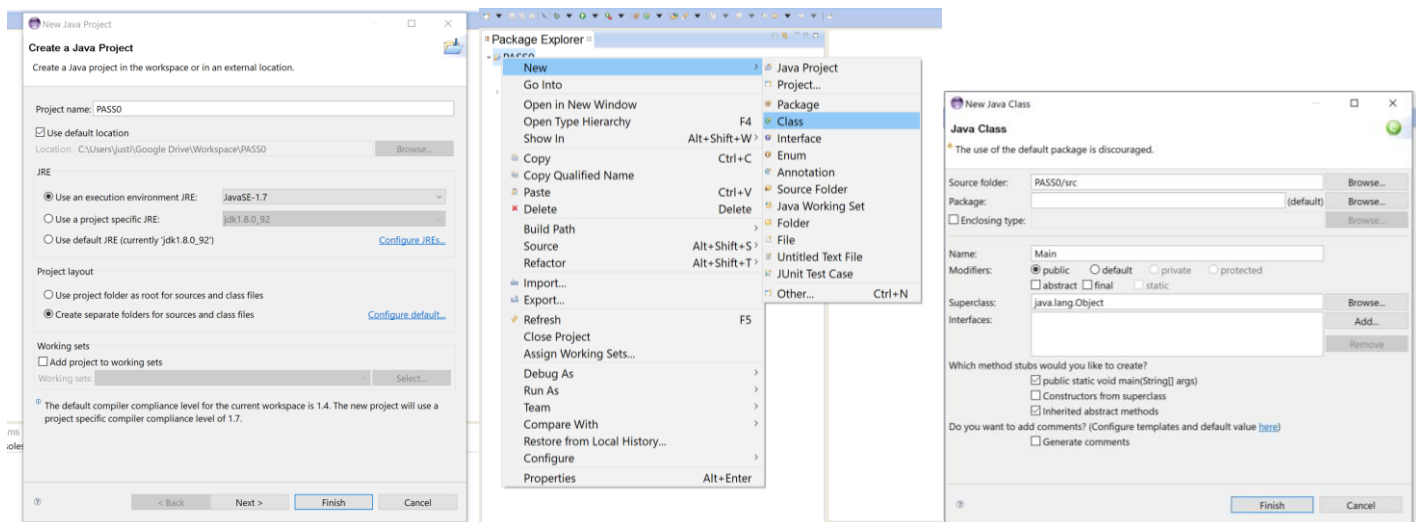 New Java Project
Create a Java Project
Create a Java project in the workspace or in an external location.
Project name: PASS0
Use default location
Location: C:\Users\justi\Google Drive\Workspace\PASS0 Browse...
JRE
Use an execution environment JRE: JavaSE-1.7
Use a project specific JRE: jdk1.8.0_92
Use default JRE (currently 'jdk1.8.0_92') Configure JREs...
Project layout
Use project folder as root for sources and class files
Create separate folders for sources and class files Configure default...
Working sets
Add project to working sets
Working sets: Select...
The default compiler compliance level for the current workspace is 1.4. The new project will use a
project specific compiler compliance level of 1.7.
< Back Next > Finish Cancel
Package Explorer
PASS0
New
Go Into
Open in New Window
Open Type Hierarchy F4
Show In Alt+Shift+W
Copy Ctrl+C
Copy Qualified Name
Paste Ctrl+V
Delete Delete
Build Path
Source Alt+Shift+S
Refactor Alt+Shift+T
Import...
Export...
Refresh F5
Close Project
Assign Working Sets...
Debug As
Run As
Team
Compare With
Restore from Local History...
Configure
Properties Alt+Enter
Java Project
Project...
Package
Class
Interface
Enum
Annotation
Source Folder
Java Working Set
Folder
File
Untitled Text File
JUnit Test Case
Other... Ctrl+N
New Java Class
Java Class
The use of the default package is discouraged.
Source folder: PASS0/src Browse...
Package: (default) Browse...
Enclosing type: Browse...
Name: Main
Modifiers: public default private protected
abstract final static
Superclass: java.lang.Object Browse...
Interfaces: Add...
Remove
Which method stubs would you like to create?
public static void main(String[] args)
Constructors from superclass
Inherited abstract methods
Do you want to add comments? (Configure templates and default value here)
Generate comments
Finish Cancel